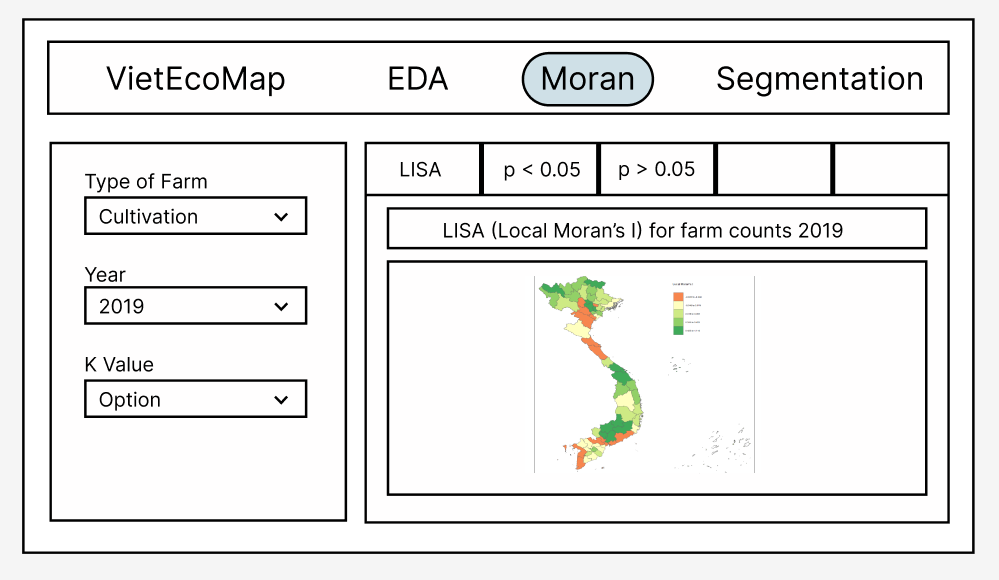 VietEcoMap EDA Moran Segmentation
Type of Farm
Cultivation
Year
2019
K Value
Option
LISA p < 0.05 p > 0.05
LISA (Local Moran’s I) for farm counts 2019